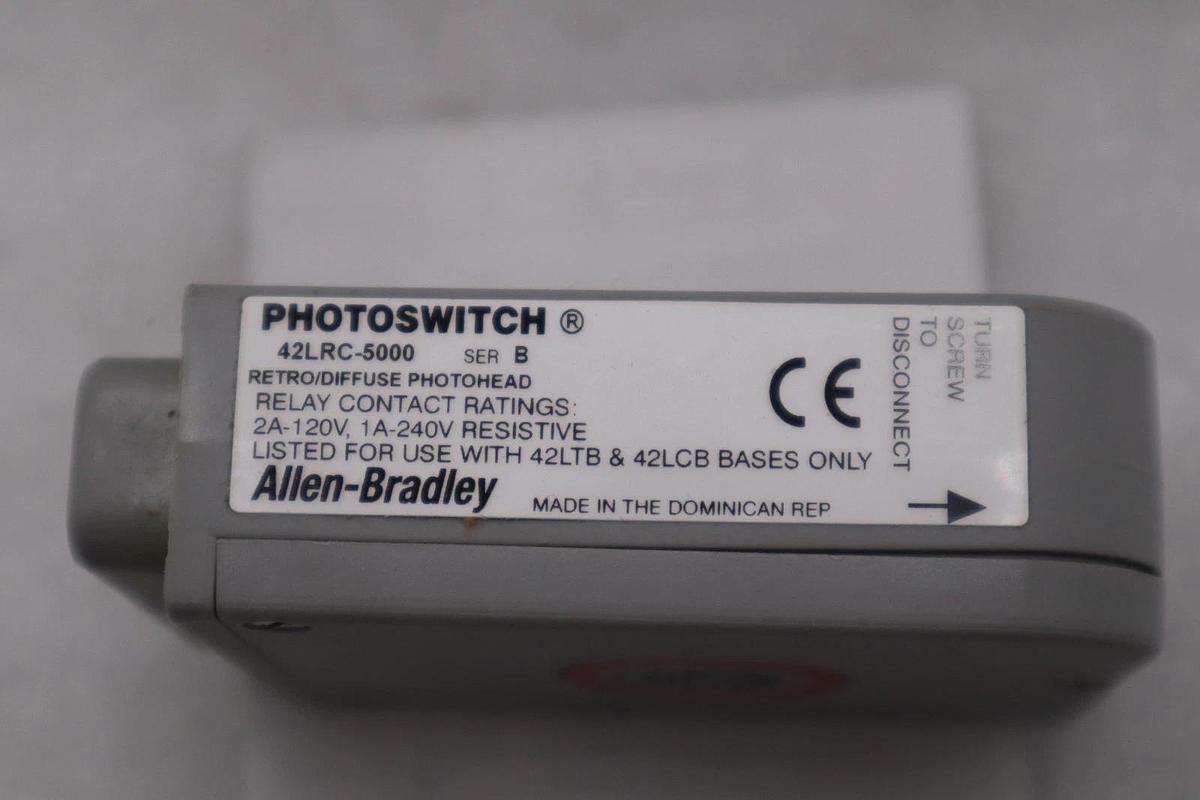 PHOTOSWITCH ®
42LRC-5000 SER B
RETRO/DIFFUSE PHOTOHEAD
RELAY CONTACT RATINGS:
2A-120V, 1A-240V RESISTIVE
LISTED FOR USE WITH 42LTB & 42LCB BASES ONLY
Allen-Bradley
MADE IN THE DOMINICAN REP
CE
TURN
SCREW
TO
DISCONNECT